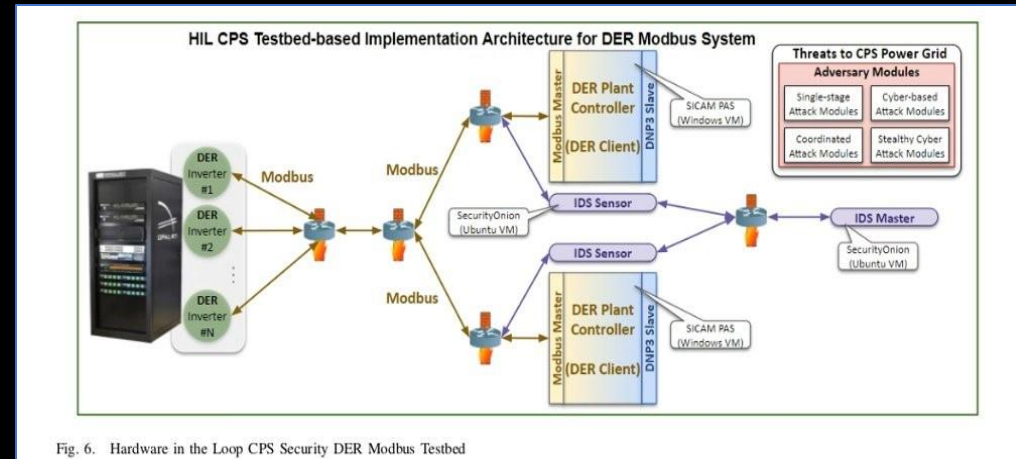 HIL CPS Testbed-based Implementation Architecture for DER Modbus System
Threats to CPS Power Grid
Adversary Modules
Single-stage
Attack Modules
Cyber-based
Attack Modules
Coordinated
Attack Modules
Stealthy Cyber
Attack Modules
DER
Inverter
#1
DER
Inverter
#2
DER
Inverter
#N
Modbus
Modbus
Modbus
Modbus Master
DER Plant
Controller
(DER Client)
DNP3 Slave
SICAM PAS
(Windows VM)
IDS Sensor
SecurityOnion
(Ubuntu VM)
IDS Sensor
IDS Master
SecurityOnion
(Ubuntu VM)
Modbus Master
DER Plant
Controller
(DER Client)
DNP3 Slave
SICAM PAS
(Windows VM)
Fig. 6. Hardware in the Loop CPS Security DER Modbus Testbed